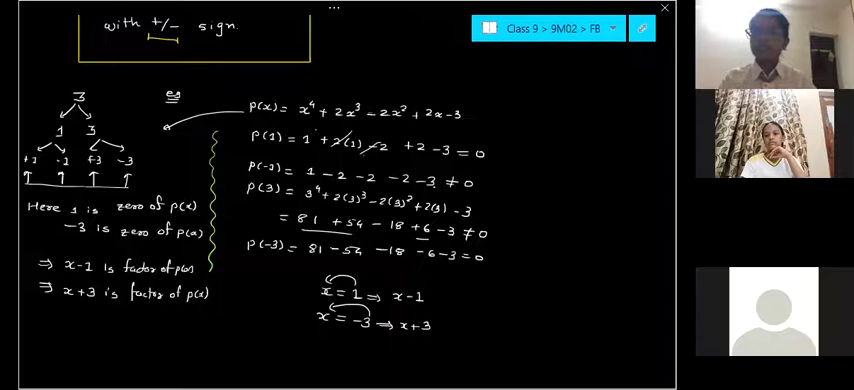 with +/- sign.
Class 9 > 9M02 > FB
3
eg
1 3
+1 -1 +3 -3
p(x) = x⁴ + 2x³ - 2x² + 2x - 3
p(1) = 1 + 2(1) - 2 + 2 - 3 = 0
p(-1) = 1 - 2 - 2 - 2 - 3 ≠ 0
p(3) = 3⁴ + 2(3)³ - 2(3)² + 2(3) - 3
= 81 + 54 - 18 + 6 - 3 ≠ 0
p(-3) = 81 - 54 - 18 - 6 - 3 = 0
Here 1 is zero of p(x)
-3 is zero of p(x)
⇒ x-1 is factor of p(x)
⇒ x+3 is factor of p(x)
x = 1 ⇒ x-1
x = -3 ⇒ x+3